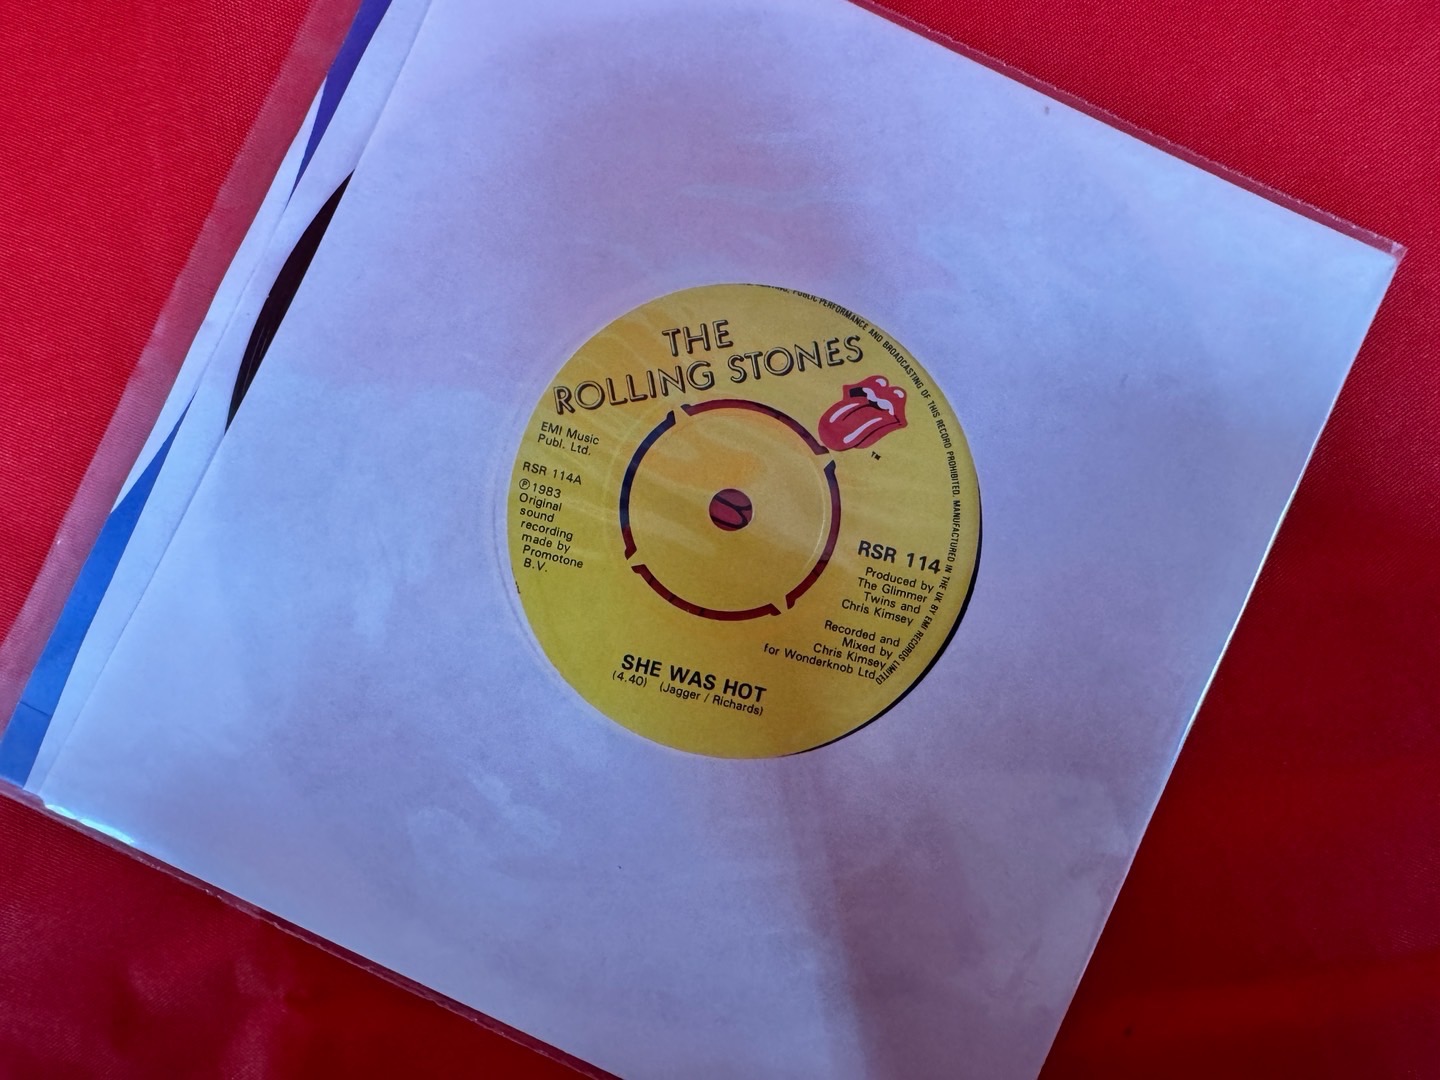 THE
ROLLING STONES
™
EMI Music
Publ. Ltd.
RSR 114A
℗ 1983
Original
sound
recording
made by
Promotone
B.V.
RSR 114
Produced by
The Glimmer
Twins and
Chris Kimsey
Recorded and
Mixed by
Chris Kimsey
for Wonderknob Ltd.
SHE WAS HOT
(4.40) (Jagger / Richards)
PUBLIC PERFORMANCE AND BROADCASTING OF THIS RECORD PROHIBITED. MANUFACTURED IN THE UK BY EMI RECORDS LIMITED